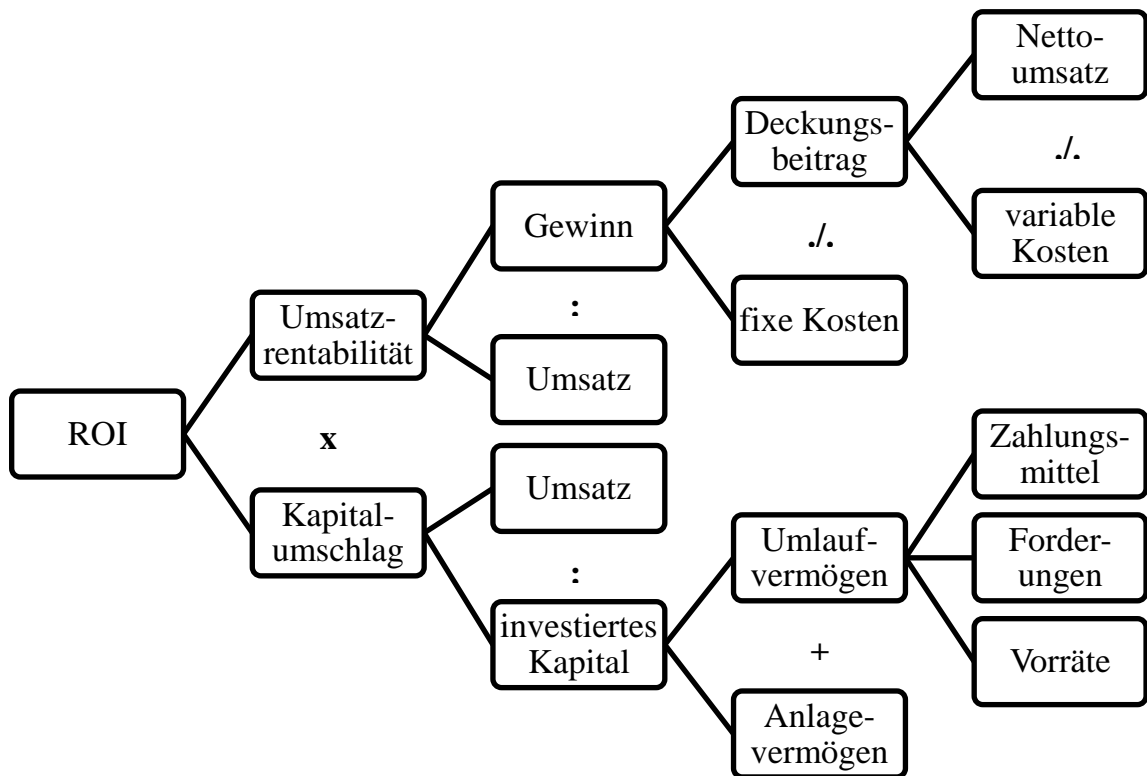 Netto-
umsatz
Deckungs-
beitrag
./.
Gewinn
variable
Kosten
./.
Umsatz-
rentabilität
:
fixe Kosten
Umsatz
ROI
x
Zahlungs-
mittel
Umsatz
Kapital-
umschlag
Umlauf-
vermögen
Forder-
ungen
:
investiertes
Kapital
+
Vorräte
Anlage-
vermögen